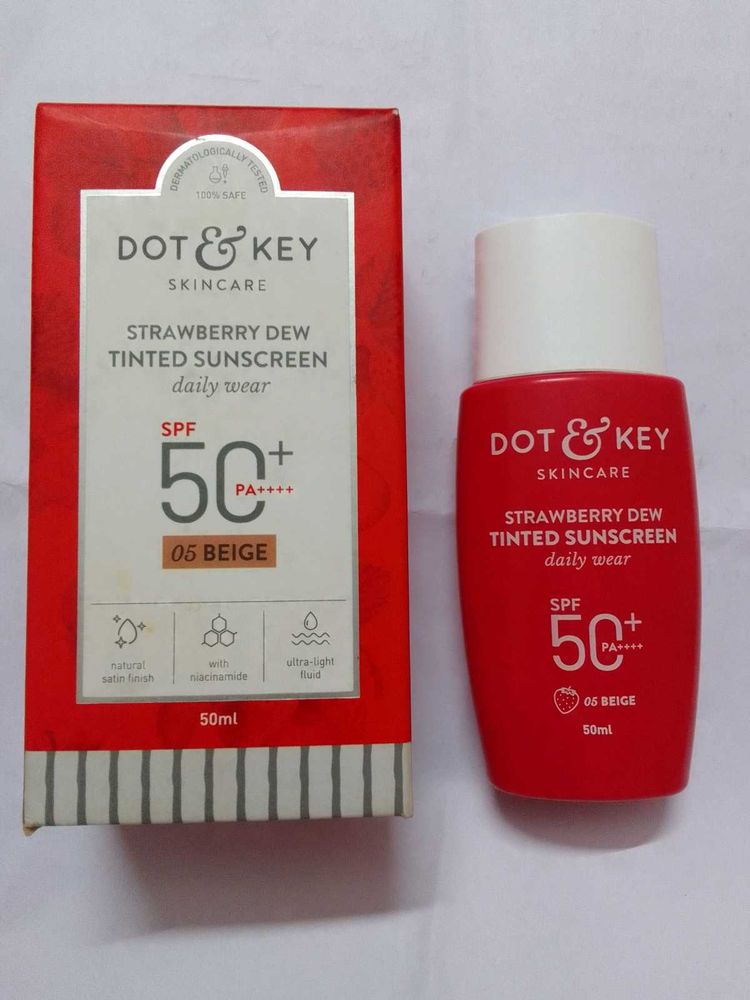 DERMATOLOGICALLY TESTED
100% SAFE
DOT & KEY
SKINCARE
STRAWBERRY DEW
TINTED SUNSCREEN
daily wear
SPF
50+
PA++++
05 BEIGE
natural
satin finish
with
niacinamide
ultra-light
fluid
50ml
DOT & KEY
SKINCARE
STRAWBERRY DEW
TINTED SUNSCREEN
daily wear
SPF
50+
PA++++
05 BEIGE
50ml